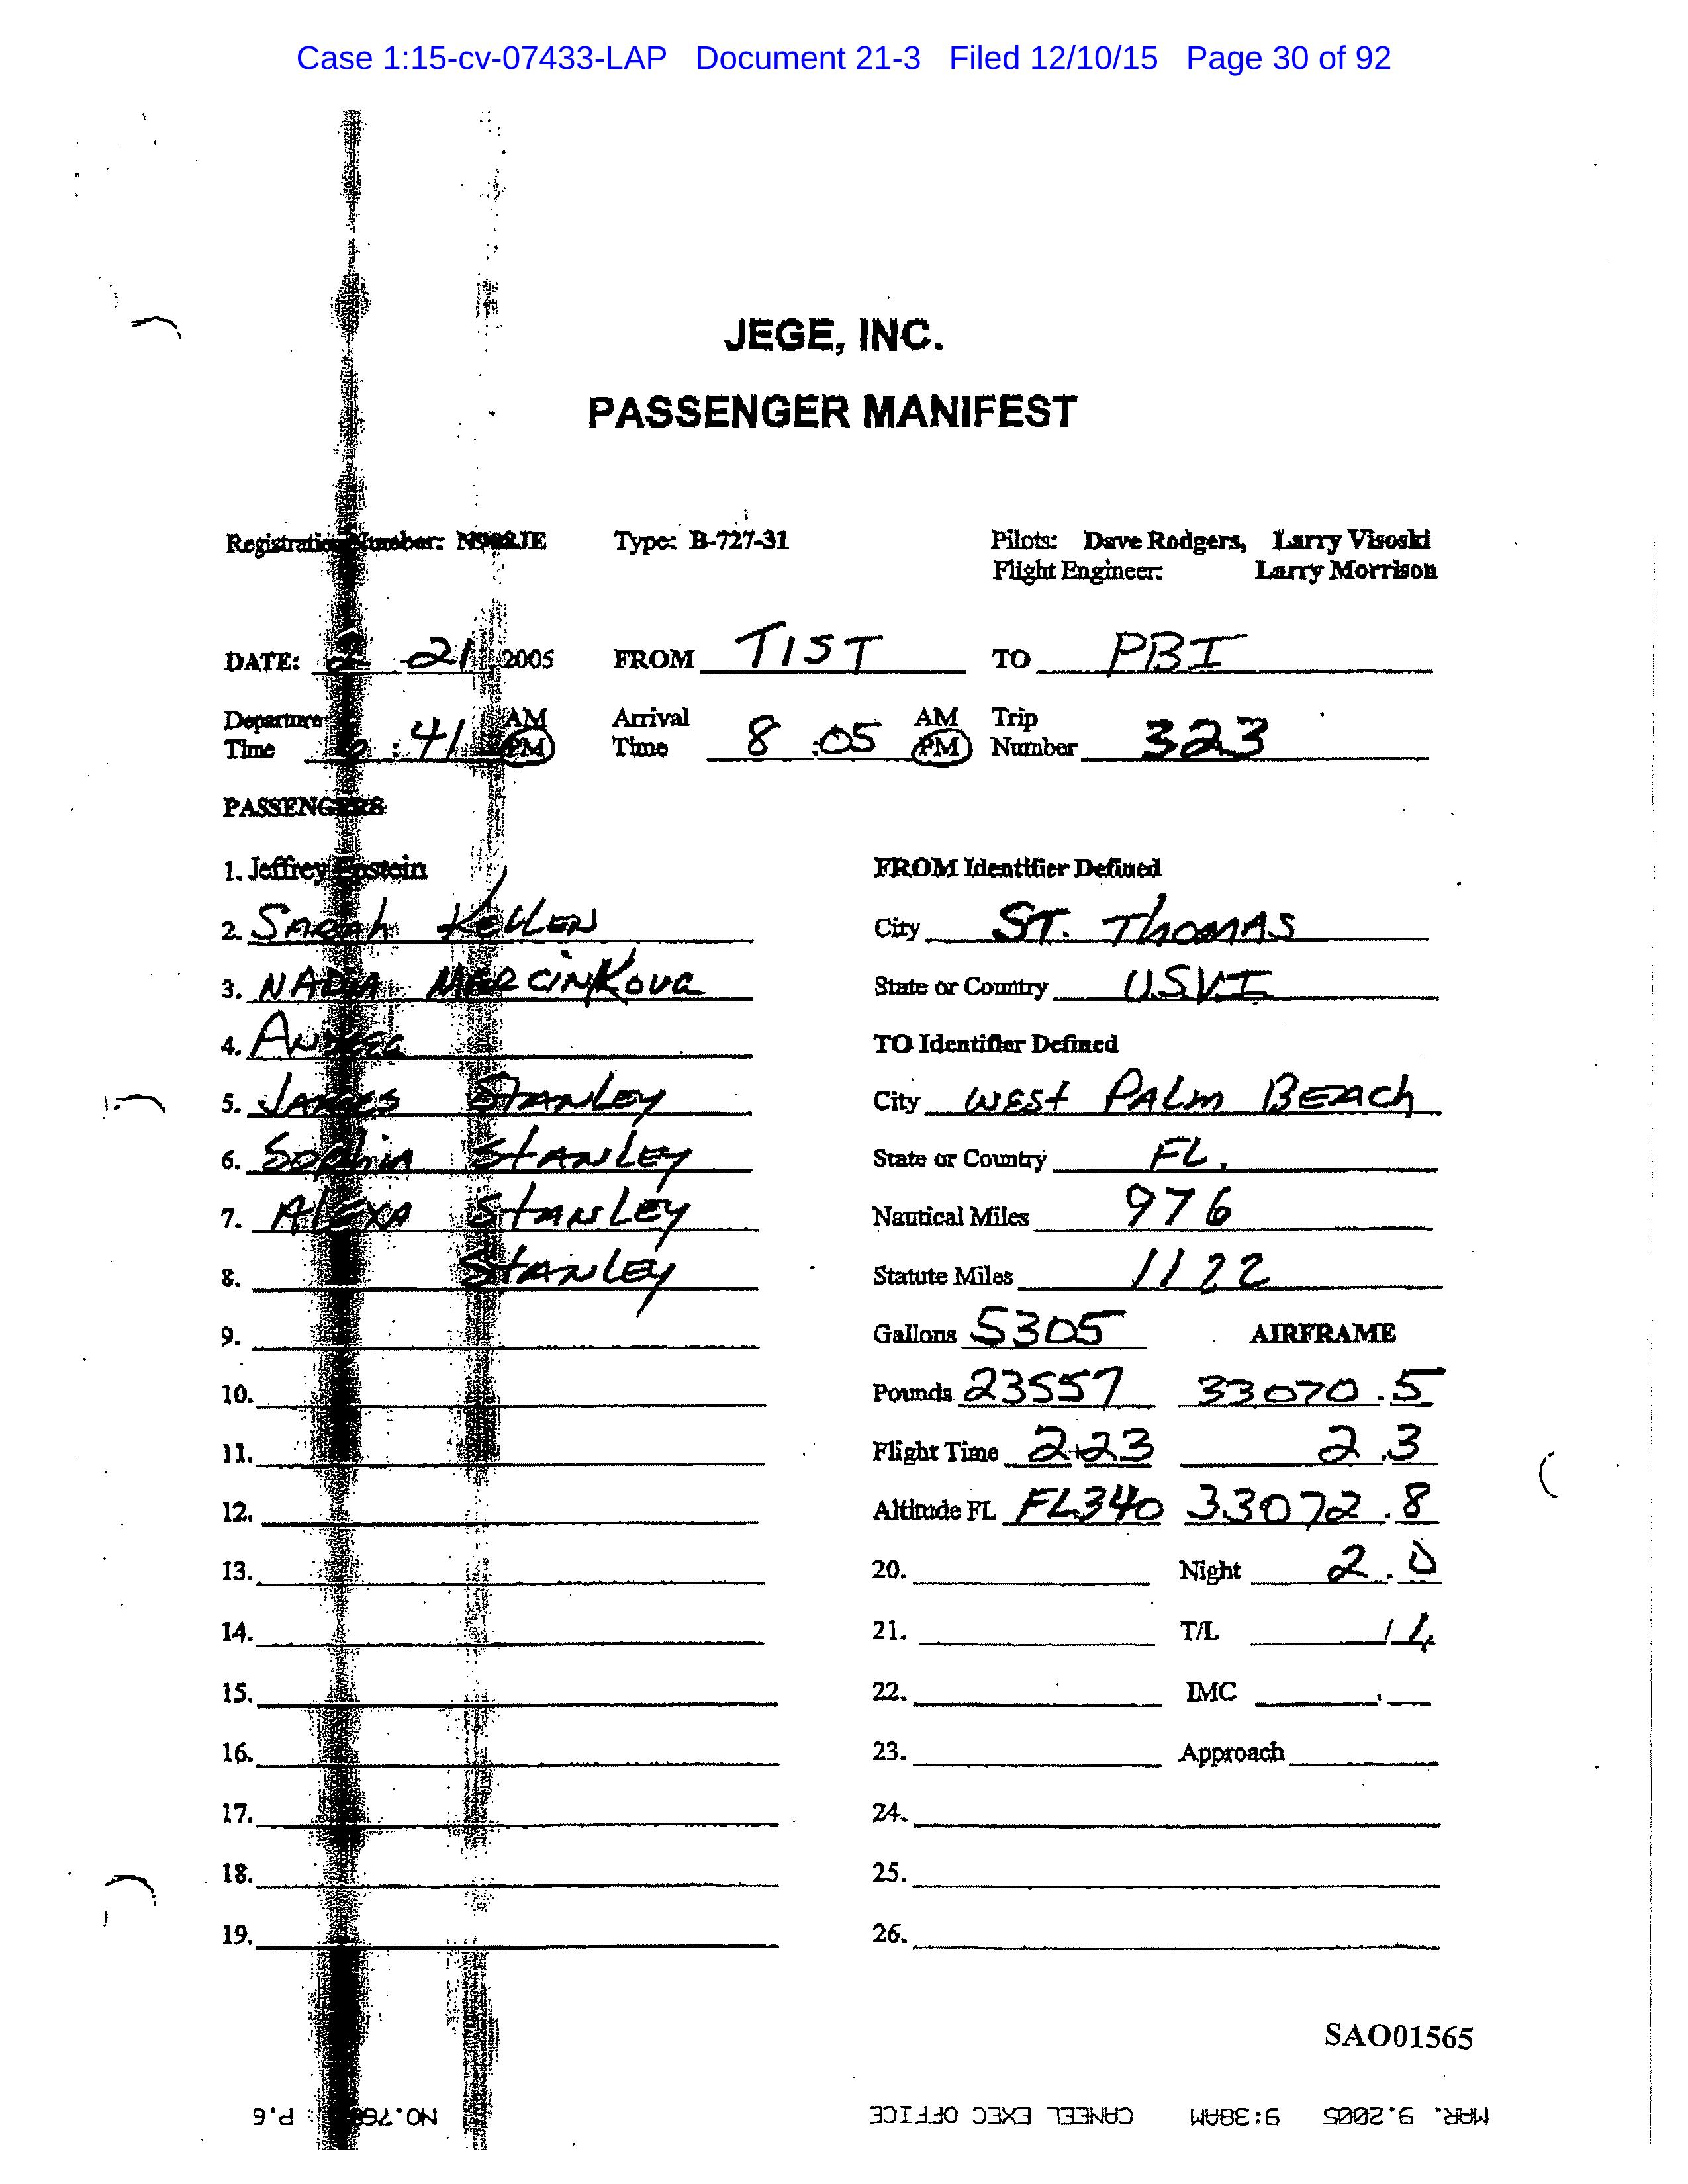 Case 1:15-cv-07433-LAP Document 21-3 Filed 12/10/15 Page 30 of 92
JEGE, INC.
PASSENGER MANIFEST
Registration Number: N908JE Type: B-727-31 Pilots: Dave Rodgers, Larry Visoski
Flight Engineer: Larry Morrison
DATE: 2 21, 2005 FROM TIST TO PBI
Departure Time : 41 AM PM Arrival Time 8 :05 AM PM Trip Number 323
PASSENGERS
1. Jeffrey Epstein FROM Identifier Defined
2. SARAh KELLEN City ST. ThOMAS
3. NADIA MARCINKOVA State or Country U.S.V.I
4. TO Identifier Defined
5. JAMES STANLEY City WESt PALm BEACh
6. SOPhiA StANLEY State or Country FL.
7. ALEXA StANLEY Nautical Miles 976
8. StANLEY Statute Miles 1122
9. Gallons 5305 AIRFRAME
10. Pounds 23557 33070.5
11. Flight Time 2+23 2.3
12. Altitude FL FL340 33072.8
13. 20. Night 2.0
14. 21. T/L
15. 22. IMC
16. 23. Approach
17. 24.
18. 25.
19. 26.
SAO01565
MAR. 9.2005 9:38AM CANEEL EXEC OFFICE P.6